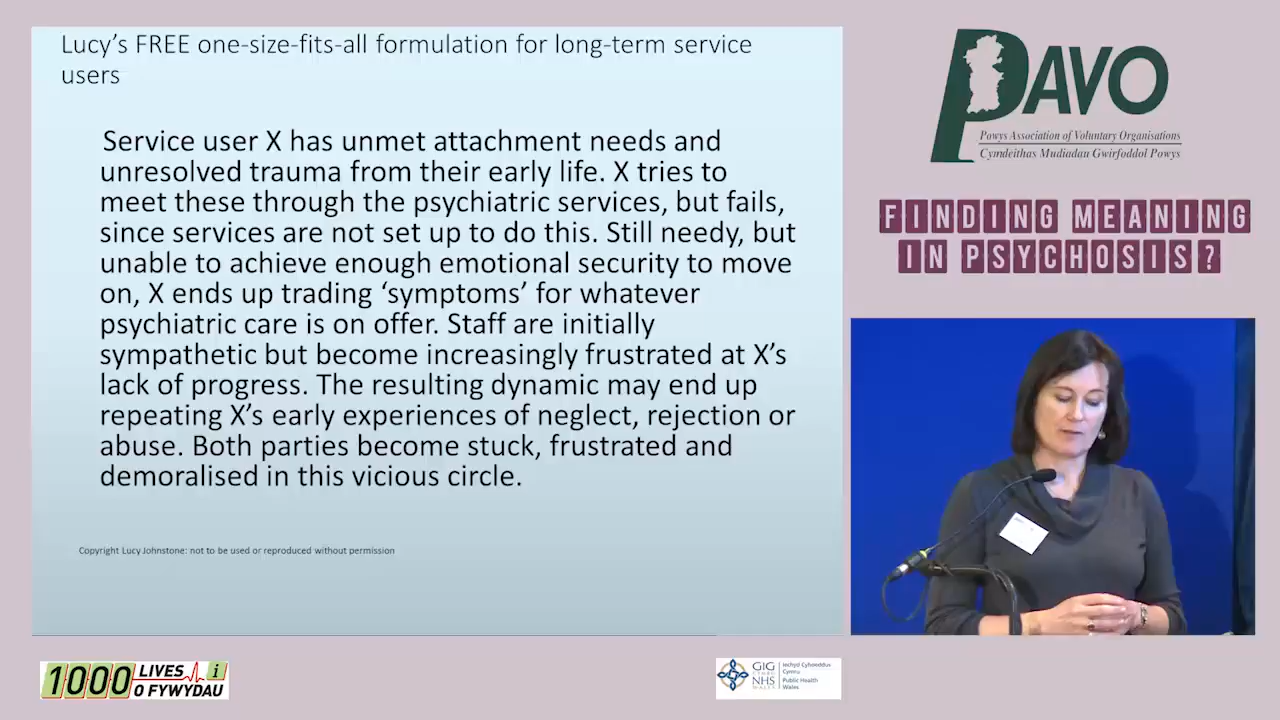 Lucy's FREE one-size-fits-all formulation for long-term service
users
Service user X has unmet attachment needs and
unresolved trauma from their early life. X tries to
meet these through the psychiatric services, but fails,
since services are not set up to do this. Still needy, but
unable to achieve enough emotional security to move
on, X ends up trading ‘symptoms’ for whatever
psychiatric care is on offer. Staff are initially
sympathetic but become increasingly frustrated at X’s
lack of progress. The resulting dynamic may end up
repeating X’s early experiences of neglect, rejection or
abuse. Both parties become stuck, frustrated and
demoralised in this vicious circle.
Copyright Lucy Johnstone: not to be used or reproduced without permission
PAVO
Powys Association of Voluntary Organisations
Cymdeithas Mudiadau Gwirfoddol Powys
FINDING MEANING
IN PSYCHOSIS?
1000 LIVES i
O FYWYDAU
GIG
CYMRU
NHS
WALES
Iechyd Cyhoeddus
Cymru
Public Health
Wales